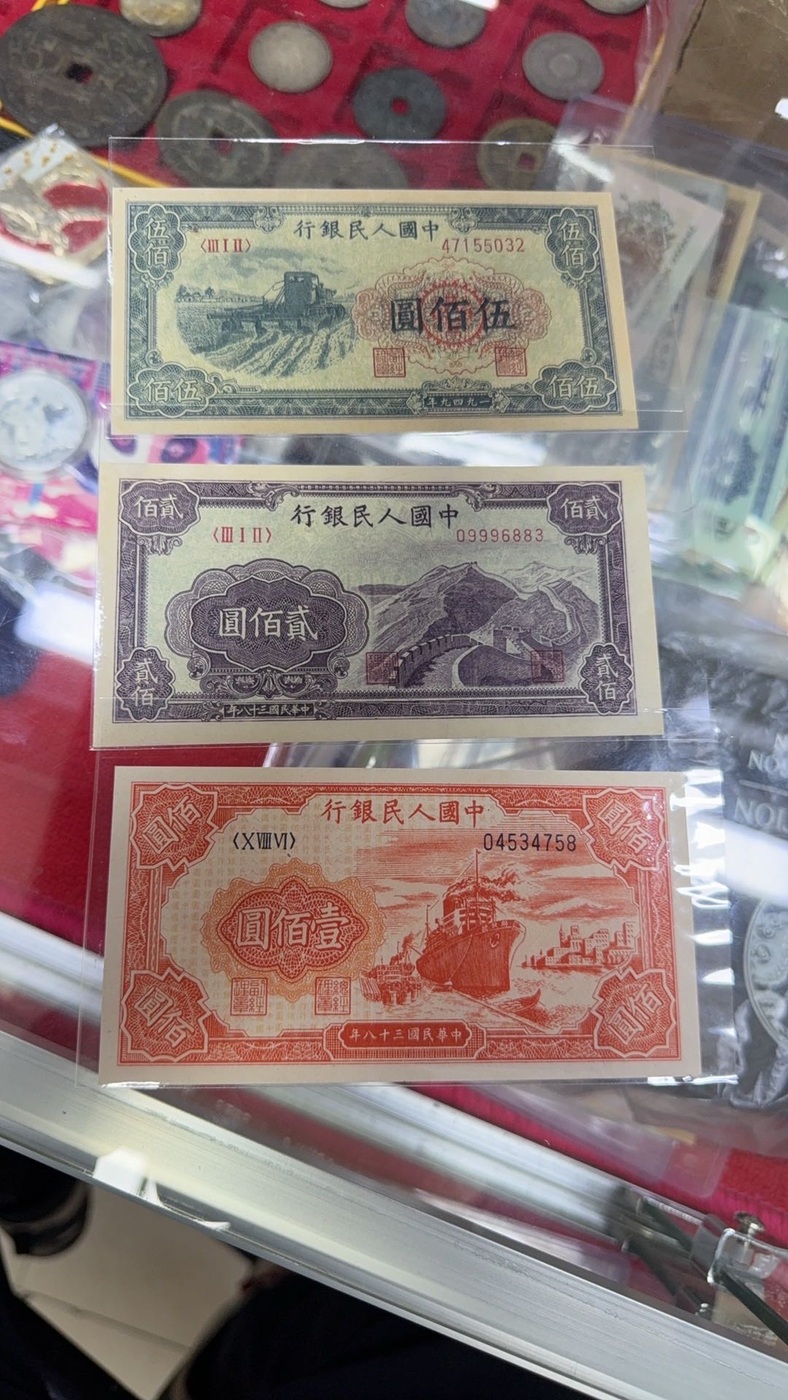 伍佰
中國人民銀行
伍佰
〈ⅢⅠⅡ〉
47155032
伍佰圓
伍佰
一九四九年
伍佰
貳佰
中國人民銀行
貳佰
〈ⅢⅠⅡ〉
09996883
貳佰圓
貳佰
中華民國三十八年
貳佰
佰圓
中國人民銀行
佰圓
〈ⅩⅧⅥ〉
04534758
壹佰圓
佰圓
中華民國三十八年
佰圓